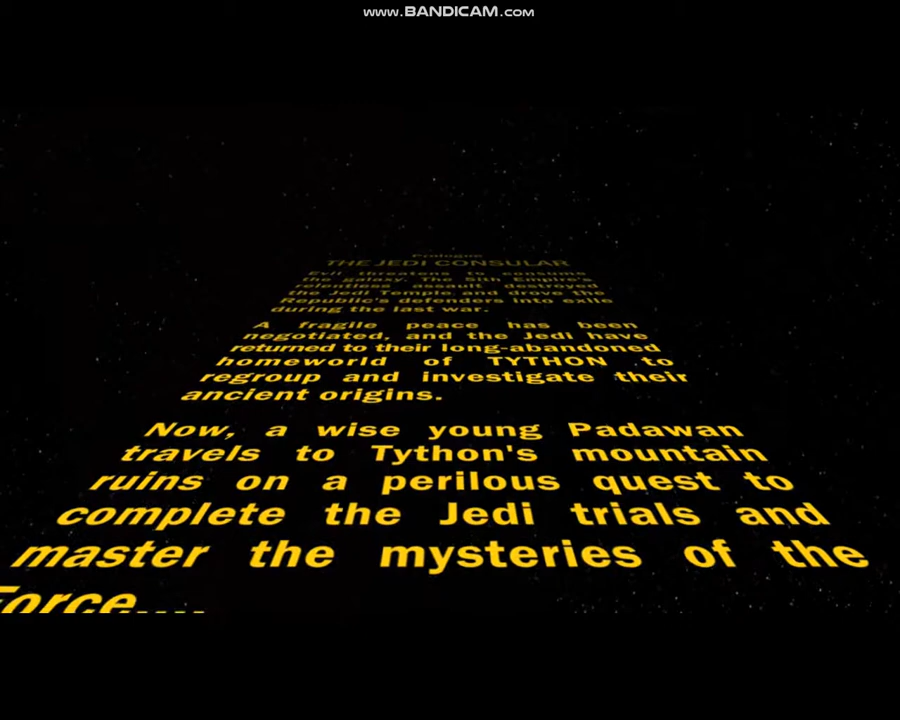 www.BANDICAM.com
Prologue
THE JEDI CONSULAR
Evil threatens to consume
the galaxy. The Sith Empire's
relentless assault destroyed
the Jedi Temple and drove the
Republic's defenders into exile
during the last war.
A fragile peace has been
negotiated, and the Jedi have
returned to their long-abandoned
homeworld of TYTHON to
regroup and investigate their
ancient origins.
Now, a wise young Padawan
travels to Tython's mountain
ruins on a perilous quest to
complete the Jedi trials and
master the mysteries of the
Force....